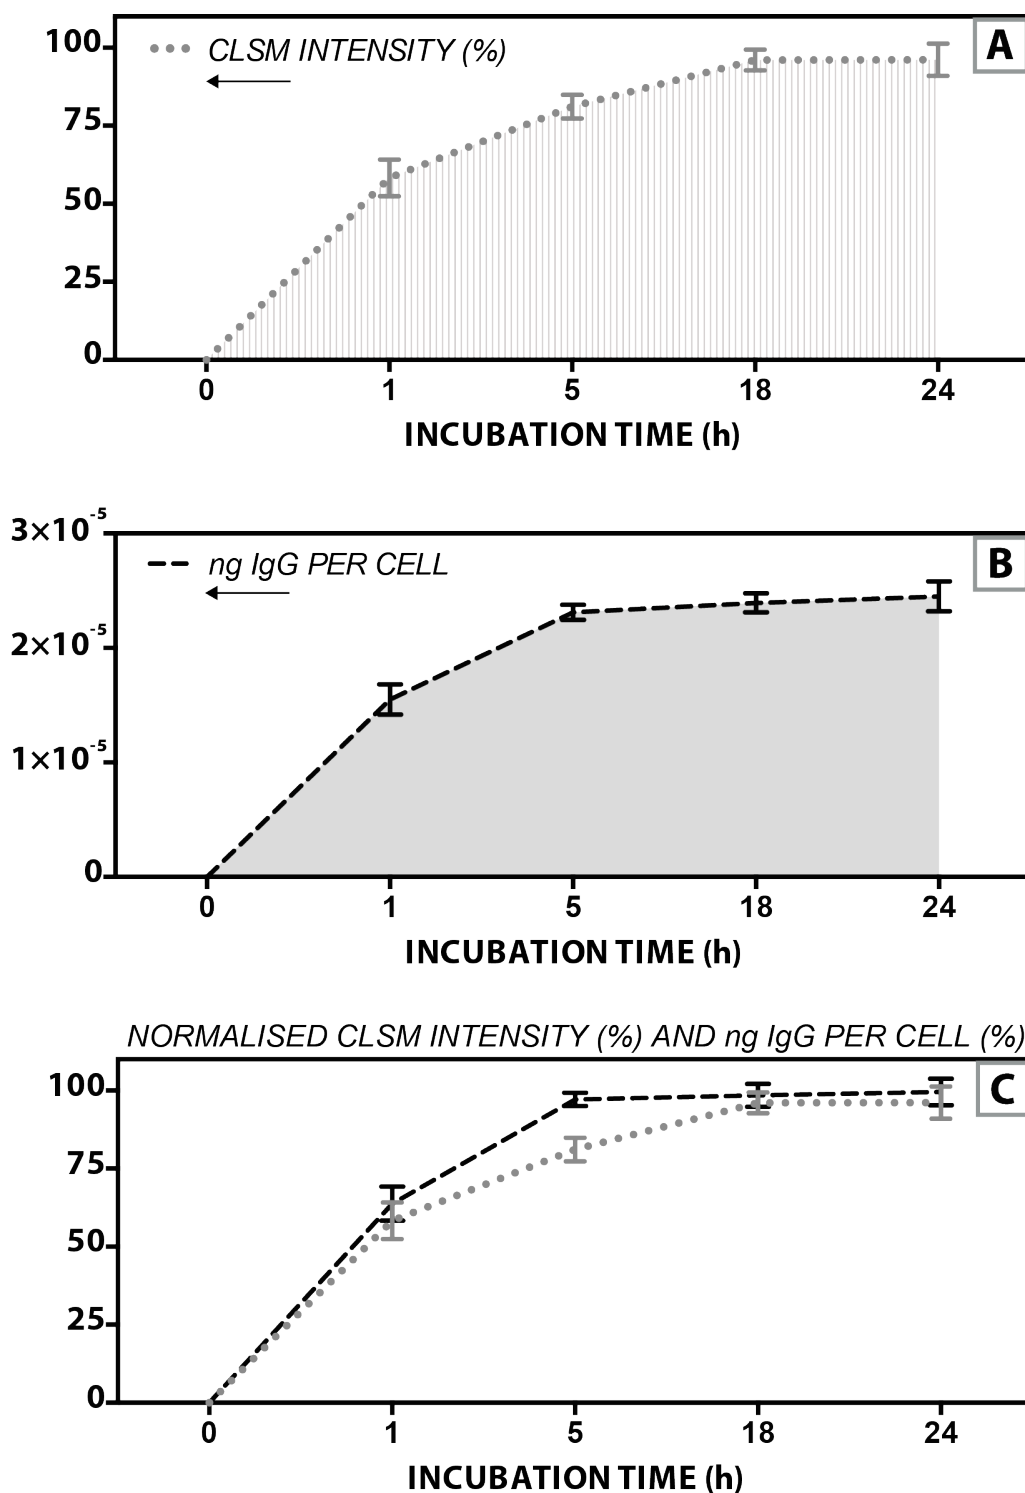 A
100
CLSM INTENSITY (%)
75
50
25
0
0 1 5 18 24
INCUBATION TIME (h)
B
3×10-5
ng IgG PER CELL
2×10-5
1×10-5
0
0 1 5 18 24
INCUBATION TIME (h)
NORMALISED CLSM INTENSITY (%) AND ng IgG PER CELL (%)
C
100
75
50
25
0
0 1 5 18 24
INCUBATION TIME (h)